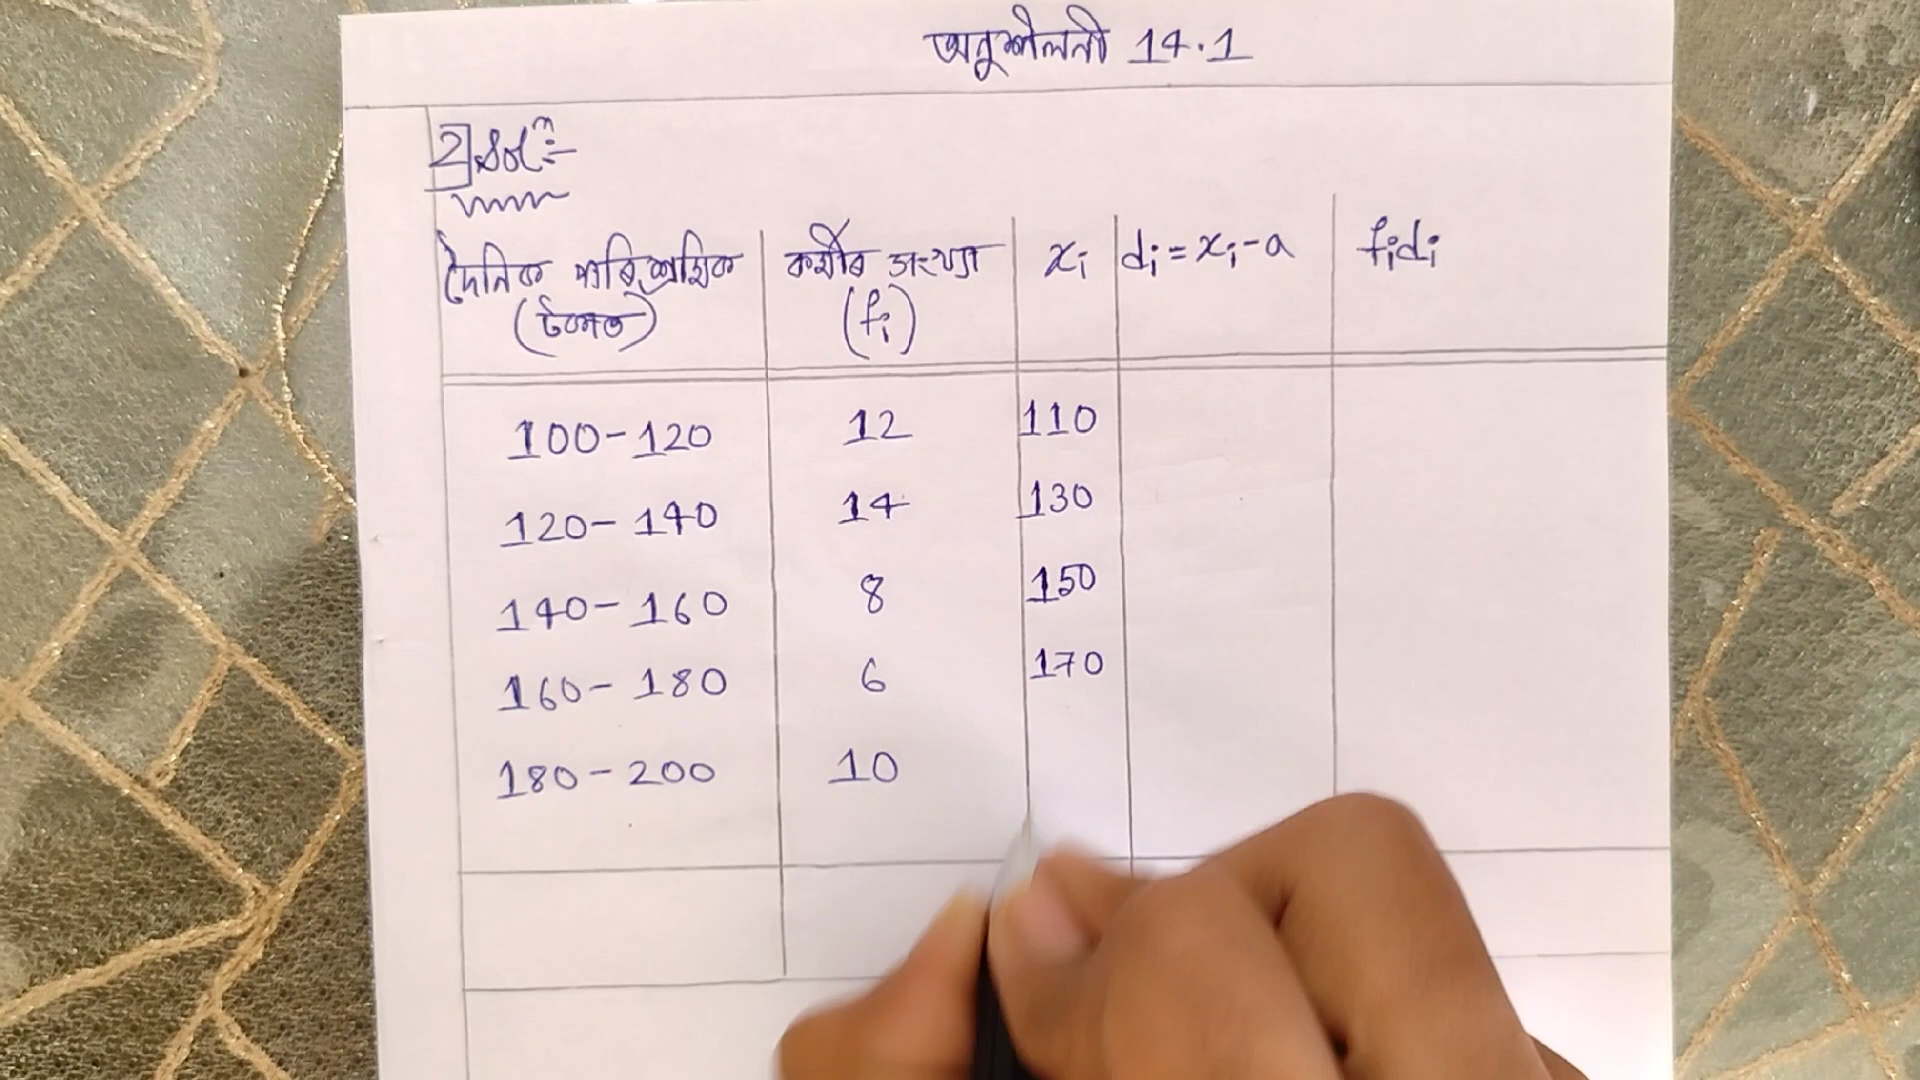 অনুশীলনী 14.1
2 Solⁿ:-
দৈনিক পাৰিশ্ৰমিক | কৰ্মীৰ সংখ্যা | xᵢ | dᵢ = xᵢ - a | fᵢdᵢ
(টকাত) | (fᵢ)
100-120 | 12 | 110
120-140 | 14 | 130
140-160 | 8 | 150
160-180 | 6 | 170
180-200 | 10